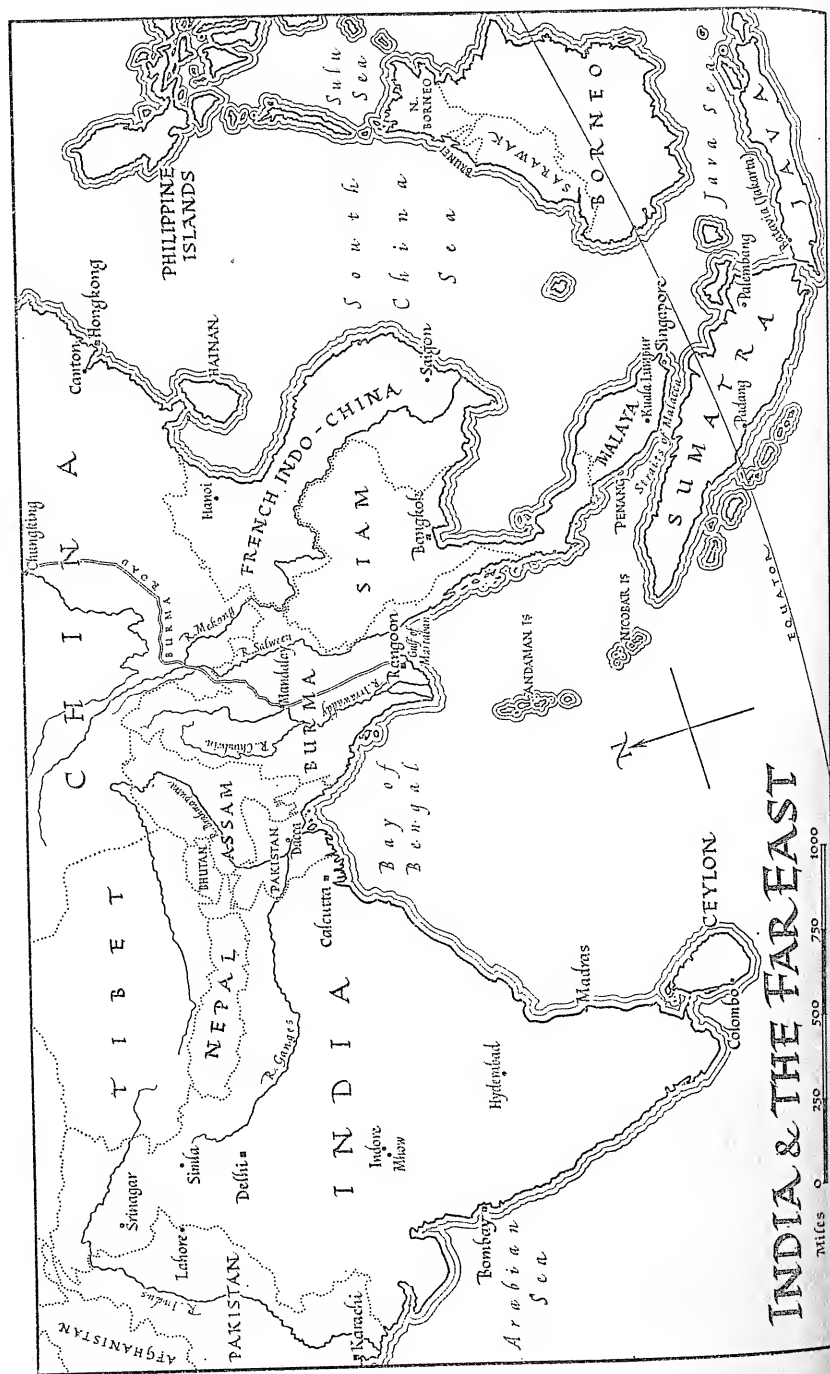 AFGHANISTAN
R. Indus
PAKISTAN
Karachi
Lahore
Srinagar
Simla
Delhi
TIBET
NEPAL
R. Ganges
INDIA
Indore
Mhow
Hyderabad
Bombay
Arabian
Sea
Madras
Colombo
CEYLON
Calcutta
Bay of
Bengal
BHUTAN
ASSAM
R. Brahmaputra
PAKISTAN
Dacca
CHINA
Chungking
BURMA ROAD
R. Mekong
R. Salween
Mandalay
R. Chindwin
R. Irrawaddy
BURMA
Rangoon
Gulf of
Martaban
ANDAMAN IS
NICOBAR IS
Canton
Hongkong
HAINAN
Hanoi
FRENCH INDO-CHINA
SIAM
Bangkok
Saigon
PHILIPPINE
ISLANDS
Sulu
Sea
South
China
Sea
N.
BORNEO
BRUNEI
SARAWAK
BORNEO
MALAYA
Kuala Lumpur
PENANG
Straits of Malacca
Singapore
SUMATRA
Padang
Palembang
Java Sea
Batavia (Jakarta)
JAVA
EQUATOR
N
INDIA & THE FAR EAST
Miles 0 250 500 750 1000